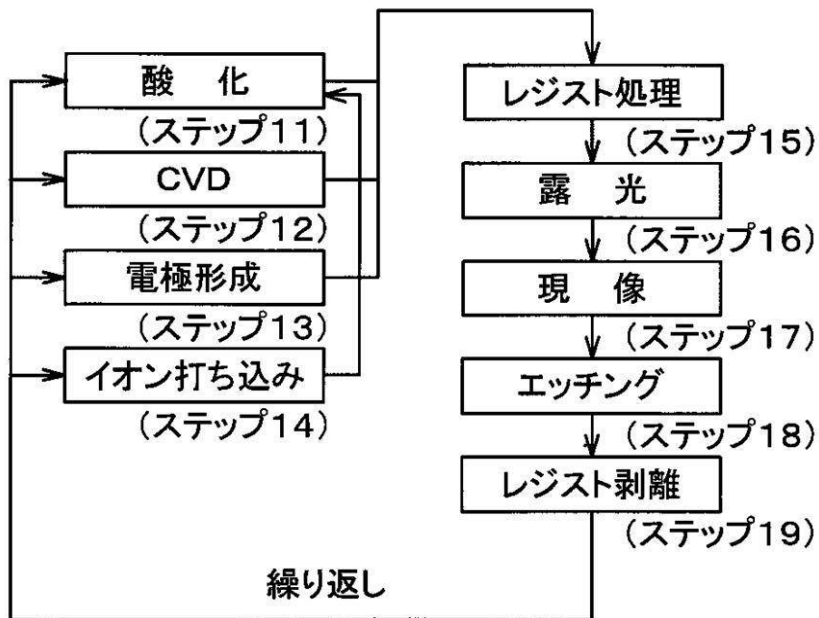 酸 化
(ステップ11)
CVD
(ステップ12)
電極形成
(ステップ13)
イオン打ち込み
(ステップ14)
レジスト処理
(ステップ15)
露 光
(ステップ16)
現 像
(ステップ17)
エッチング
(ステップ18)
レジスト剥離
(ステップ19)
繰り返し